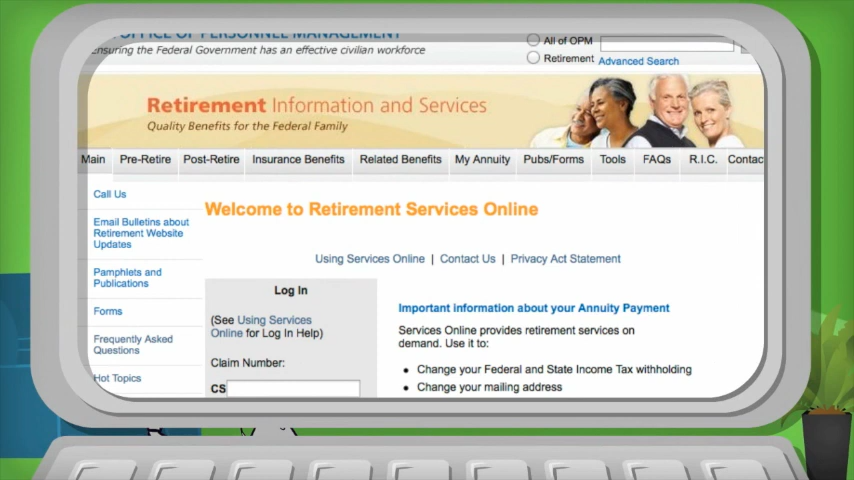 OFFICE OF PERSONNEL MANAGEMENT
Ensuring the Federal Government has an effective civilian workforce
All of OPM
Retirement
Advanced Search
Retirement Information and Services
Quality Benefits for the Federal Family
Main Pre-Retire Post-Retire Insurance Benefits Related Benefits My Annuity Pubs/Forms Tools FAQs R.I.C. Contac
Call Us
Email Bulletins about
Retirement Website
Updates
Pamphlets and
Publications
Forms
Frequently Asked
Questions
Hot Topics
Welcome to Retirement Services Online
Using Services Online | Contact Us | Privacy Act Statement
Log In
(See Using Services
Online for Log In Help)
Claim Number:
CS
Important information about your Annuity Payment
Services Online provides retirement services on
demand. Use it to:
• Change your Federal and State Income Tax withholding
• Change your mailing address